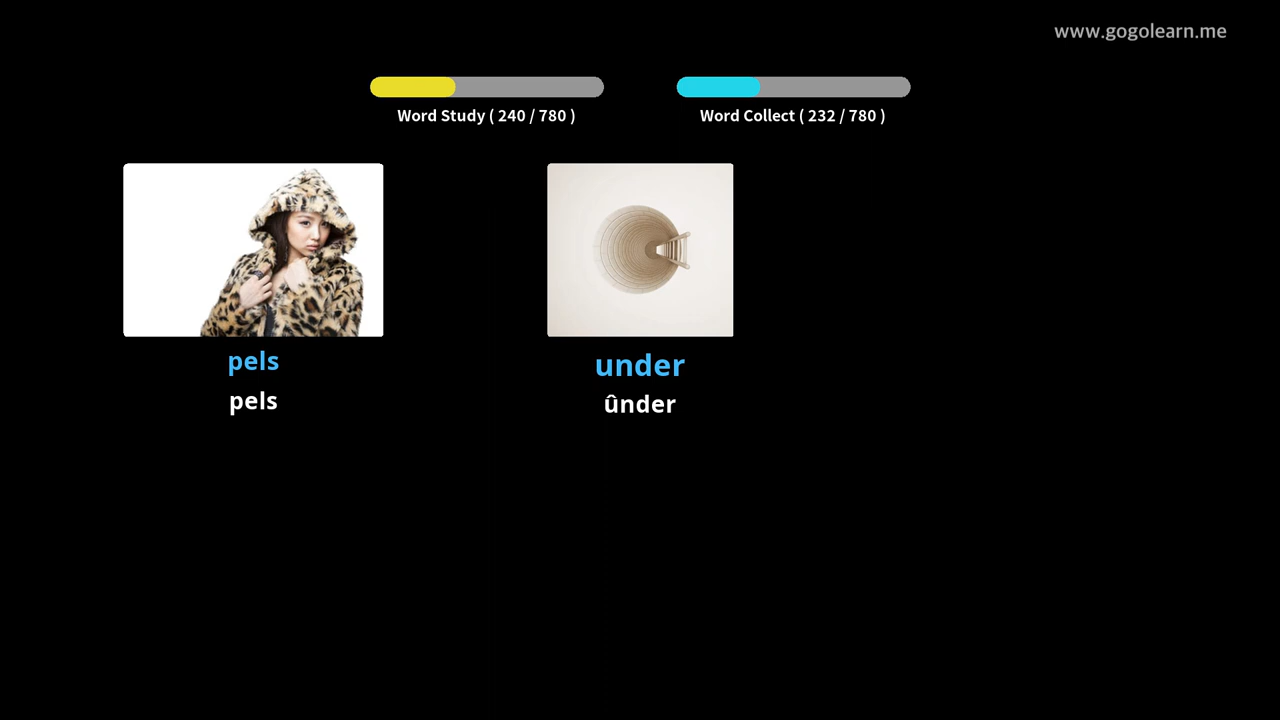 www.gogolearn.me
Word Study ( 240 / 780 )
Word Collect ( 232 / 780 )
pels
pels
under
ûnder